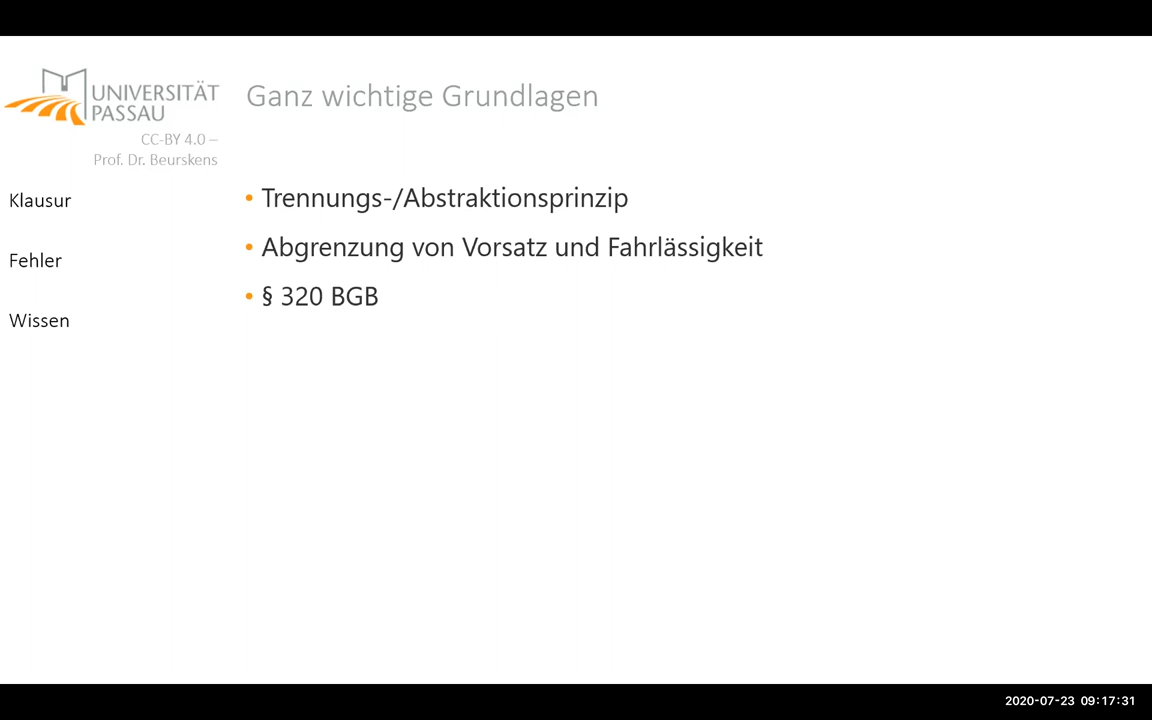 UNIVERSITÄT
PASSAU
Ganz wichtige Grundlagen
CC-BY 4.0 –
Prof. Dr. Beurskens
Klausur
Fehler
Wissen
• Trennungs-/Abstraktionsprinzip
• Abgrenzung von Vorsatz und Fahrlässigkeit
• § 320 BGB
2020-07-23 09:17:31